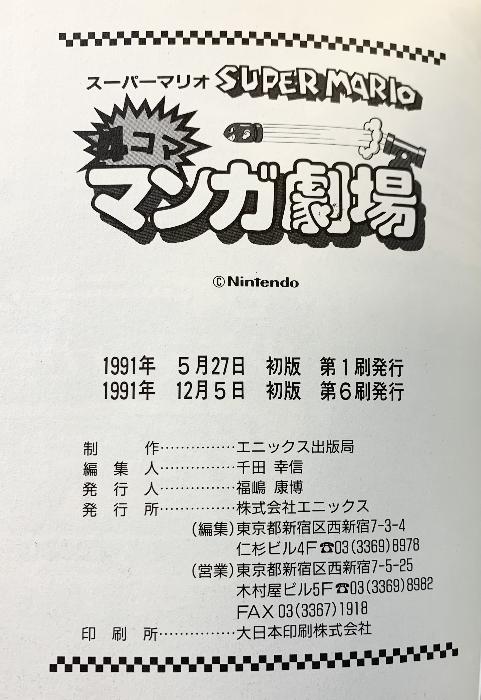 スーパーマリオ SUPER MARIO
4コマ
マンガ劇場
©Nintendo
1991年 5月27日 初版 第1刷発行
1991年 12月5日 初版 第6刷発行
制作……………エニックス出版局
編集人……………千田 幸信
発行人……………福嶋 康博
発行所……………株式会社エニックス
(編集)東京都新宿区西新宿7-3-4
仁杉ビル4F☎03(3369)8978
(営業)東京都新宿区西新宿7-5-25
木村屋ビル5F☎03(3369)8982
FAX 03(3367)1918
印刷所……………大日本印刷株式会社